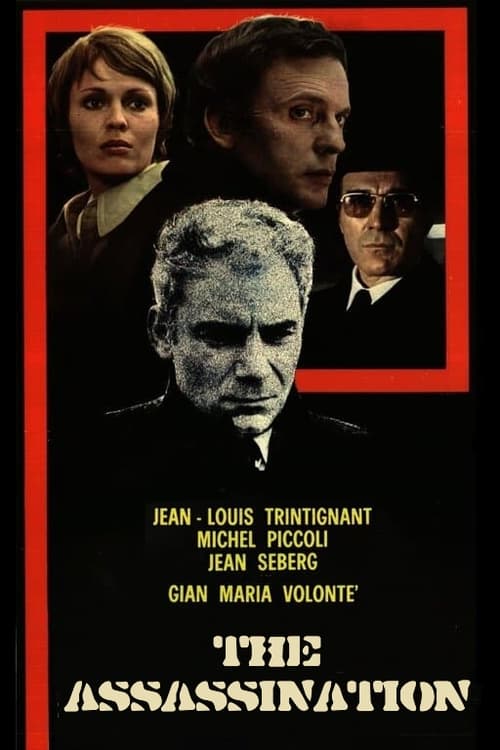 JEAN - LOUIS TRINTIGNANT
MICHEL PICCOLI
JEAN SEBERG
GIAN MARIA VOLONTE'
THE
ASSASSINATION